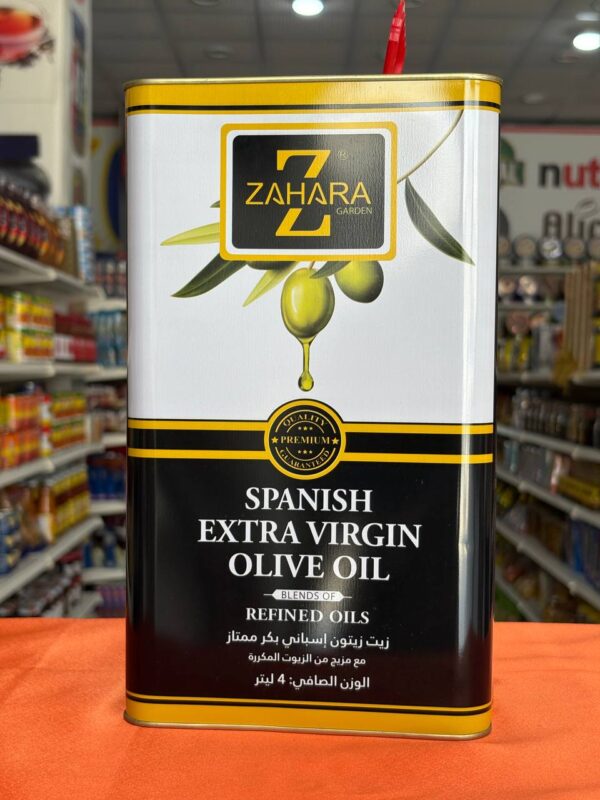 Z
ZAHARA
GARDEN
®
QUALITY
PREMIUM
GUARANTEED
SPANISH
EXTRA VIRGIN
OLIVE OIL
BLENDS OF
REFINED OILS
زيت زيتون إسباني بكر ممتاز
مع مزيج من الزيوت المكررة
الوزن الصافي: 4 ليتر
nut